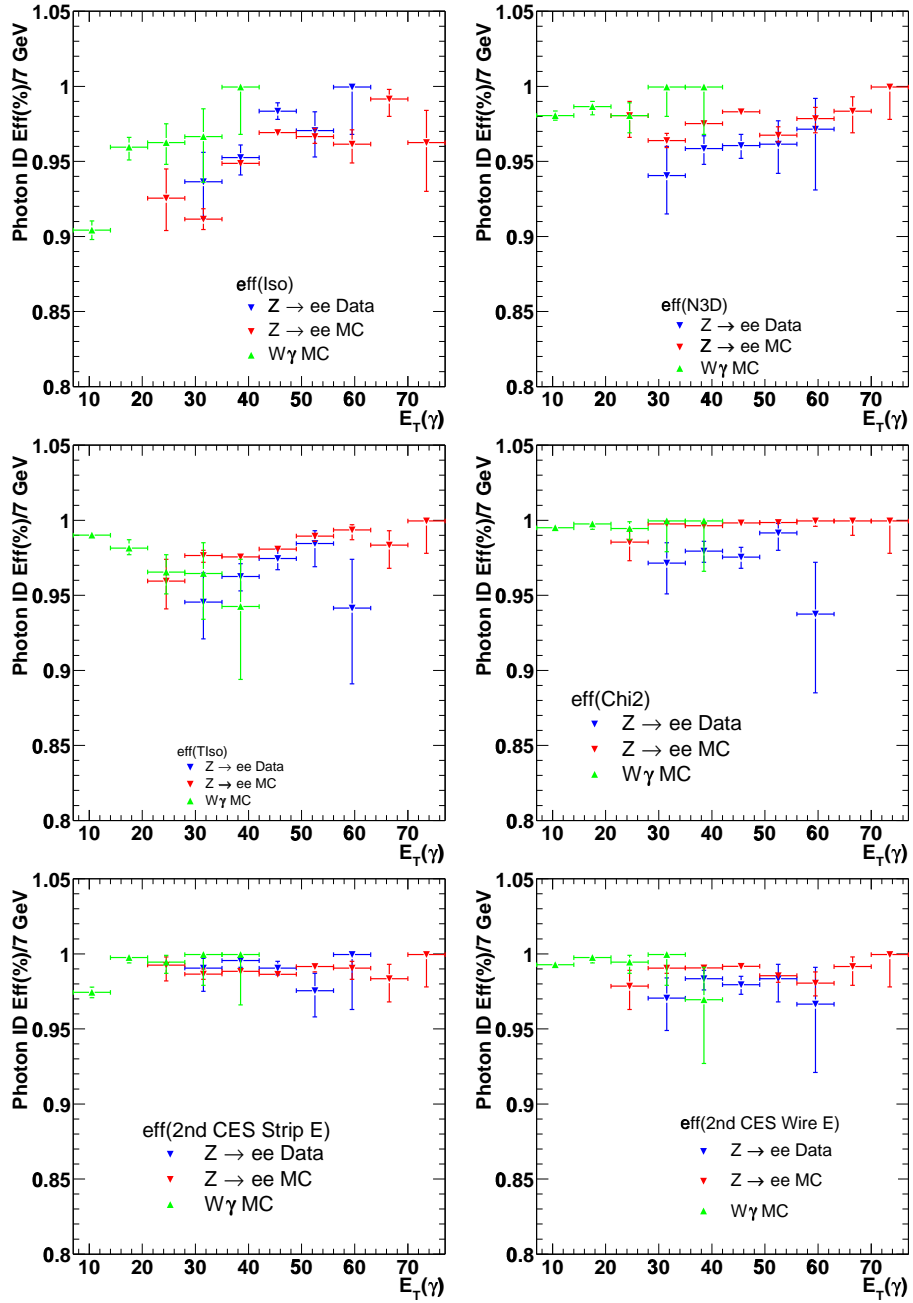 1.05
1
0.95
0.9
0.85
0.8
Photon ID Eff(%)/7 GeV
eff(Iso)
Z → ee Data
Z → ee MC
Wγ MC
10 20 30 40 50 60 70
E_T(γ)
1.05
1
0.95
0.9
0.85
0.8
Photon ID Eff(%)/7 GeV
eff(N3D)
Z → ee Data
Z → ee MC
Wγ MC
10 20 30 40 50 60 70
E_T(γ)
1.05
1
0.95
0.9
0.85
0.8
Photon ID Eff(%)/7 GeV
eff(TIso)
Z → ee Data
Z → ee MC
Wγ MC
10 20 30 40 50 60 70
E_T(γ)
1.05
1
0.95
0.9
0.85
0.8
Photon ID Eff(%)/7 GeV
eff(Chi2)
Z → ee Data
Z → ee MC
Wγ MC
10 20 30 40 50 60 70
E_T(γ)
1.05
1
0.95
0.9
0.85
0.8
Photon ID Eff(%)/7 GeV
eff(2nd CES Strip E)
Z → ee Data
Z → ee MC
Wγ MC
10 20 30 40 50 60 70
E_T(γ)
1.05
1
0.95
0.9
0.85
0.8
Photon ID Eff(%)/7 GeV
eff(2nd CES Wire E)
Z → ee Data
Z → ee MC
Wγ MC
10 20 30 40 50 60 70
E_T(γ)